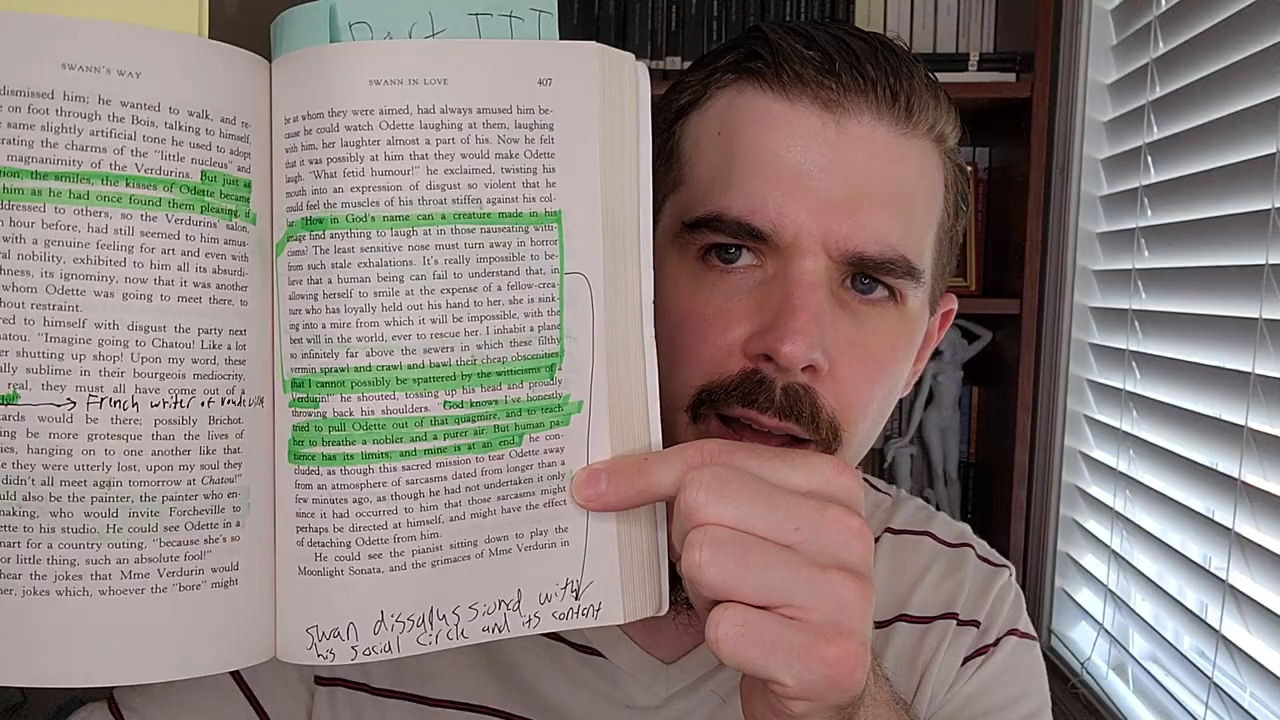 Part III
SWANN'S WAY
dismissed him; he wanted to walk, and re-
on foot through the Bois, talking to himself,
same slightly artificial tone he used to adopt
rating the charms of the "little nucleus" and
magnanimity of the Verdurins. But just as
tion, the smiles, the kisses of Odette became
him as he had once found them pleasing, if
ddressed to others, so the Verdurins' salon,
hour before, had still seemed to him amus-
with a genuine feeling for art and even with
ral nobility, exhibited to him all its absurdi-
hness, its ignominy, now that it was another
whom Odette was going to meet there, to
hout restraint.
red to himself with disgust the party next
atou. "Imagine going to Chatou! Like a lot
er shutting up shop! Upon my word, these
ally sublime in their bourgeois mediocrity,
real, they must all have come out of a
French writer of
ards would be there; possibly Brichot.
ing be more grotesque than the lives of
ies, hanging on to one another like that.
e they were utterly lost, upon my soul they
didn't all meet again tomorrow at Chatou!"
uld also be the painter, the painter who en-
making, who would invite Forcheville to
ette to his studio. He could see Odette in a
mart for a country outing, "because she's so
or little thing, such an absolute fool!"
hear the jokes that Mme Verdurin would
ner, jokes which, whoever the "bore" might
SWANN IN LOVE 407
be at whom they were aimed, had always amused him be-
cause he could watch Odette laughing at them, laughing
with him, her laughter almost a part of his. Now he felt
that it was possibly at him that they would make Odette
laugh. "What fetid humour!" he exclaimed, twisting his
mouth into an expression of disgust so violent that he
could feel the muscles of his throat stiffen against his col-
lar. "How in God's name can a creature made in his
image find anything to laugh at in those nauseating witti-
cisms? The least sensitive nose must turn away in horror
from such stale exhalations. It's really impossible to be-
lieve that a human being can fail to understand that, in
allowing herself to smile at the expense of a fellow-crea-
ture who has loyally held out his hand to her, she is sink-
ing into a mire from which it will be impossible, with the
best will in the world, ever to rescue her. I inhabit a plane
so infinitely far above the sewers in which these filthy
vermin sprawl and crawl and bawl their cheap obscenities
that I cannot possibly be spattered by the witticisms of
Verdurin!" he shouted, tossing up his head and proudly
throwing back his shoulders. "God knows I've honestly
tried to pull Odette out of that quagmire, and to teach
her to breathe a nobler and a purer air. But human pa-
tience has its limits, and mine is at an end," he con-
cluded, as though this sacred mission to tear Odette away
from an atmosphere of sarcasms dated from longer than a
few minutes ago, as though he had not undertaken it only
since it had occurred to him that those sarcasms might
perhaps be directed at himself, and might have the effect
of detaching Odette from him.
He could see the pianist sitting down to play the
Moonlight Sonata, and the grimaces of Mme Verdurin in
swan with
his social circle and its content